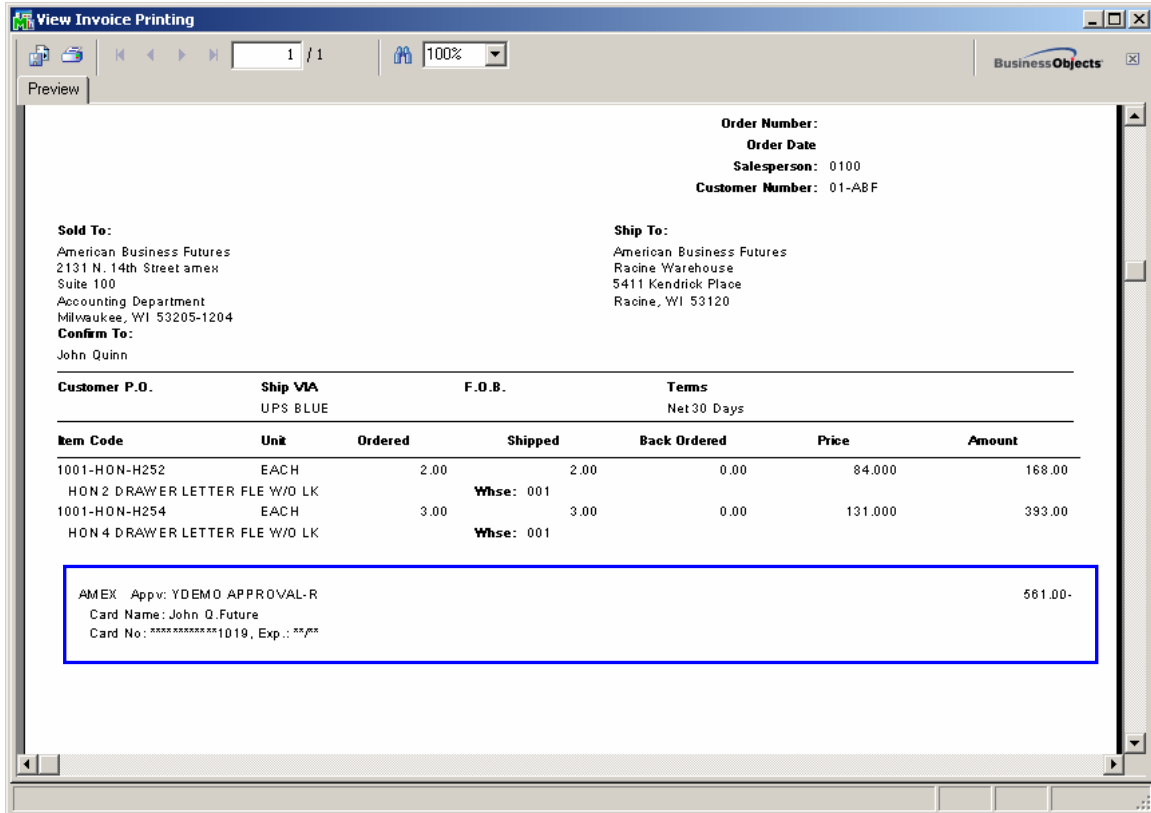 View Invoice Printing
1 / 1 100% BusinessObjects
Preview
Order Number:
Order Date
Salesperson: 0100
Customer Number: 01-ABF
Sold To: Ship To:
American Business Futures American Business Futures
2131 N. 14th Street amex Racine Warehouse
Suite 100 5411 Kendrick Place
Accounting Department Racine, WI 53120
Milwaukee, WI 53205-1204
Confirm To:
John Quinn
Customer P.O. Ship VIA F.O.B. Terms
UPS BLUE Net 30 Days
Item Code Unit Ordered Shipped Back Ordered Price Amount
1001-HON-H252 EACH 2.00 2.00 0.00 84.000 168.00
HON 2 DRAWER LETTER FLE W/O LK Whse: 001
1001-HON-H254 EACH 3.00 3.00 0.00 131.000 393.00
HON 4 DRAWER LETTER FLE W/O LK Whse: 001
AMEX Appv: YDEMO APPROVAL-R 561.00-
Card Name: John Q.Future
Card No: ************1019, Exp.: **/**